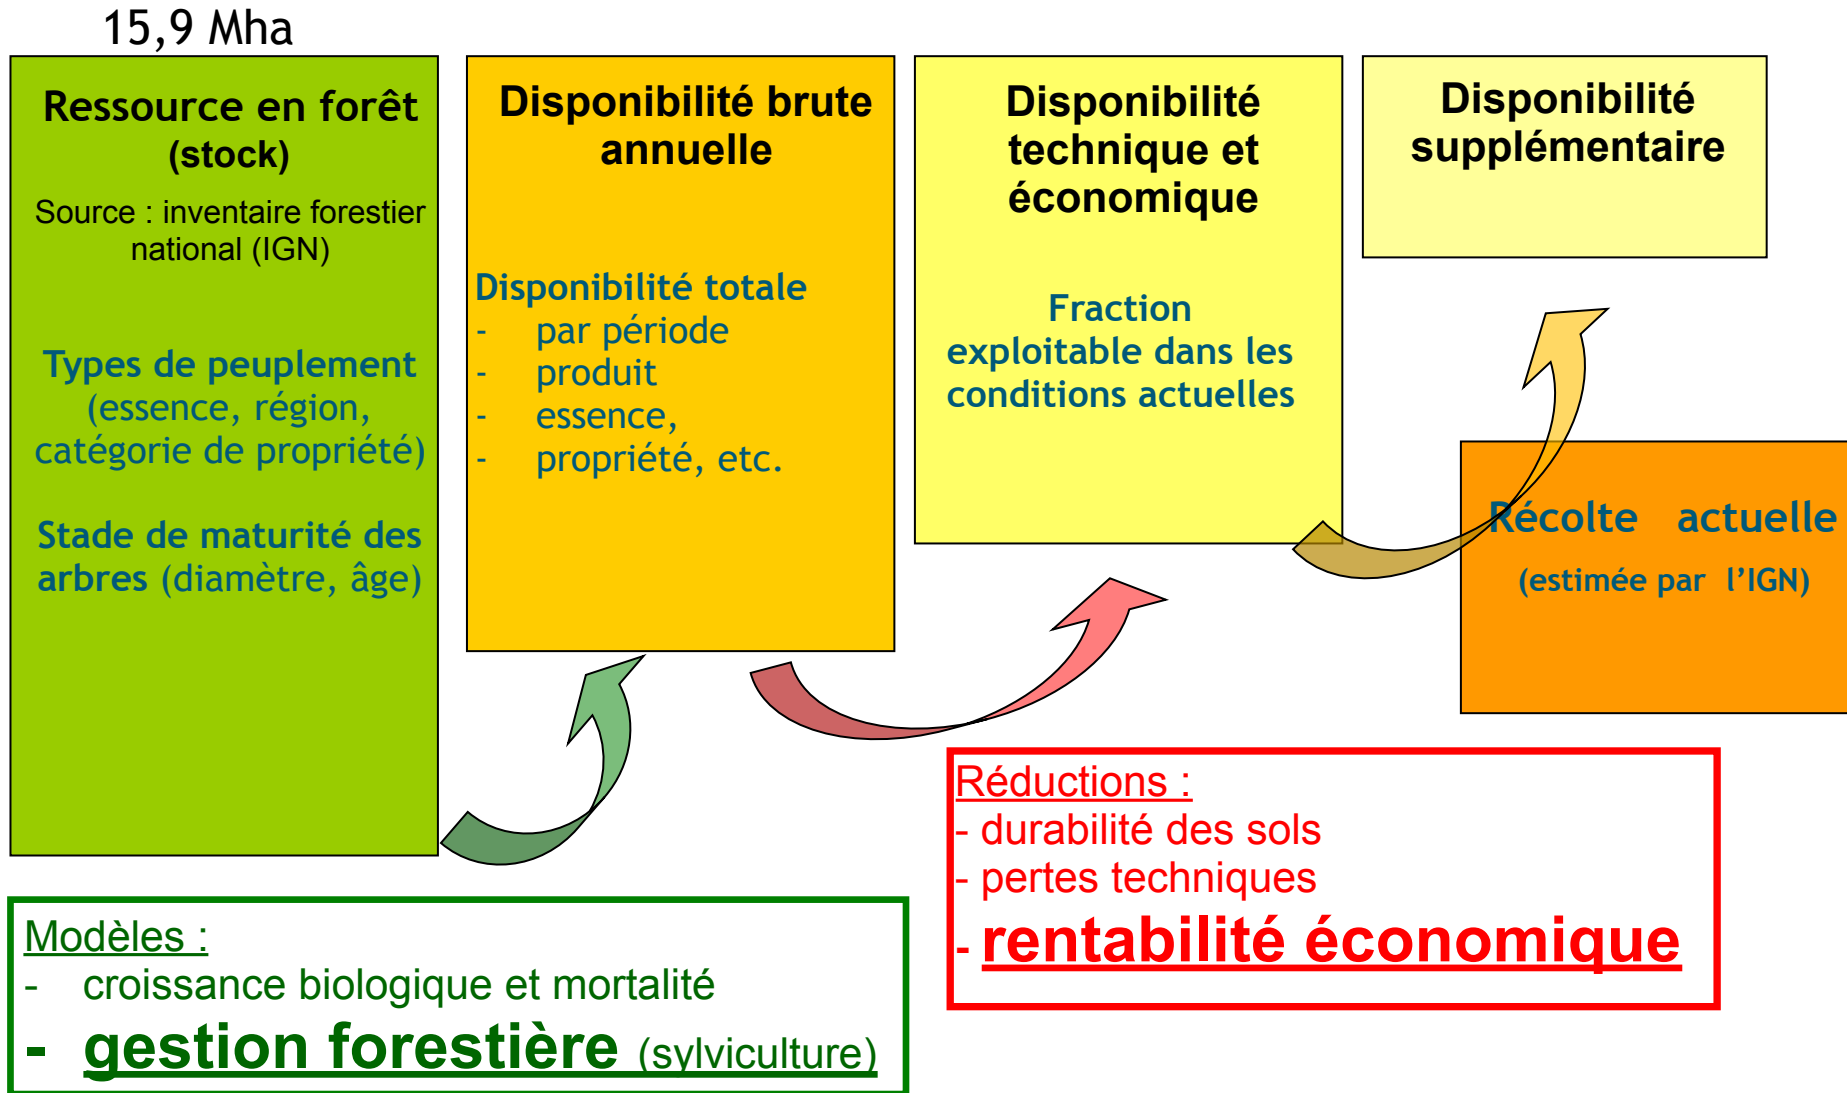 15,9 Mha
Ressource en forêt
(stock)
Source : inventaire forestier
national (IGN)
Types de peuplement
(essence, région,
catégorie de propriété)
Stade de maturité des
arbres (diamètre, âge)
Disponibilité brute
annuelle
Disponibilité totale
- par période
- produit
- essence,
- propriété, etc.
Disponibilité
technique et
économique
Fraction
exploitable dans les
conditions actuelles
Disponibilité
supplémentaire
Récolte actuelle
(estimée par l’IGN)
Modèles :
- croissance biologique et mortalité
- gestion forestière (sylviculture)
Réductions :
- durabilité des sols
- pertes techniques
- rentabilité économique